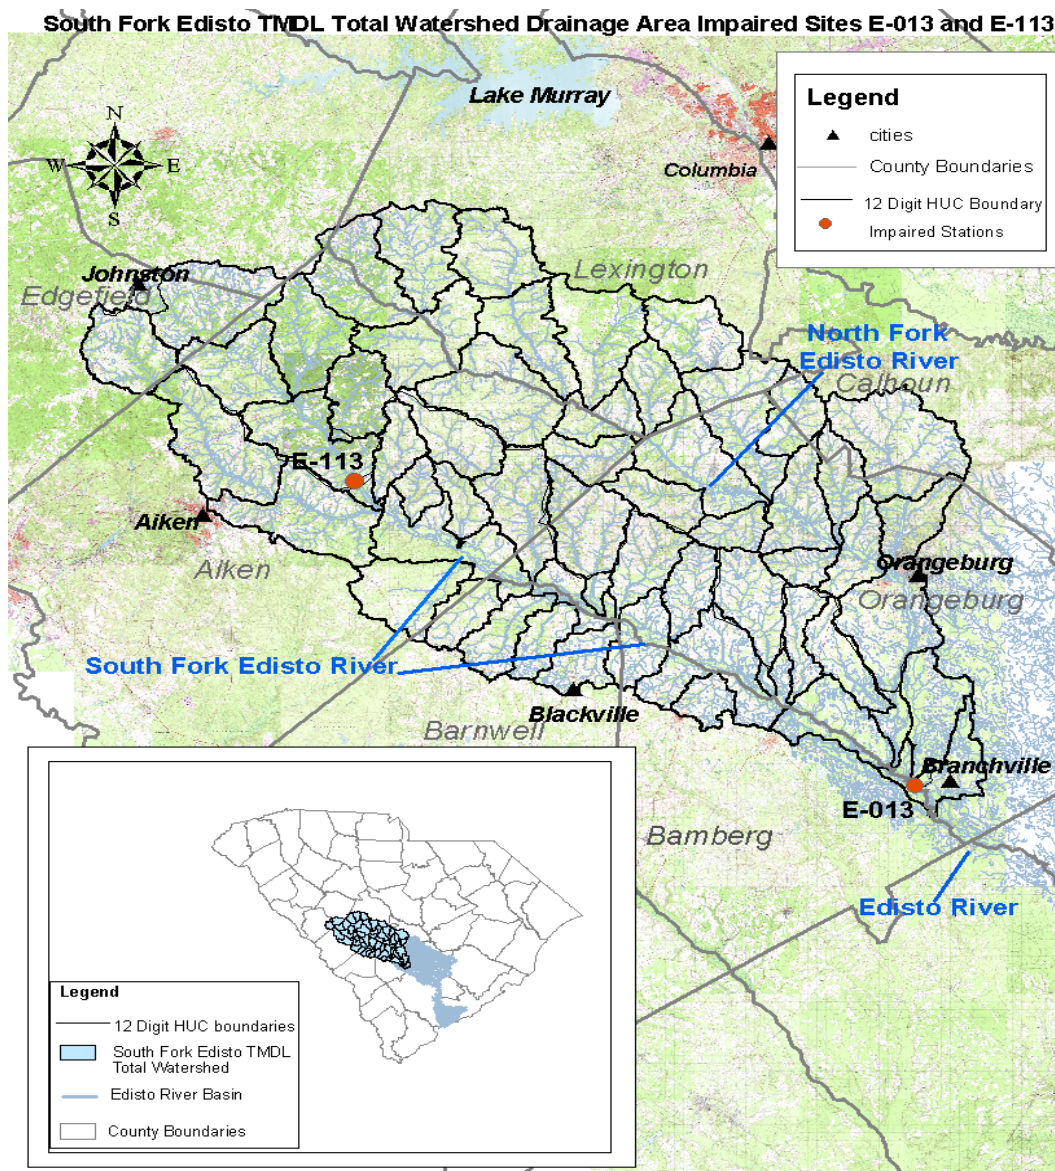 South Fork Edisto TMDL Total Watershed Drainage Area Impaired Sites E-013 and E-113
Lake Murray
Legend
cities
County Boundaries
12 Digit HUC Boundary
Impaired Stations
N
W
E
S
Columbia
Johnston
Edgefield
Lexington
North Fork
Edisto River
Calhoun
E-113
Aiken
Aiken
Orangeburg
Orangeburg
South Fork Edisto River
Blackville
Barnwell
Branchville
E-013
Bamberg
Edisto River
Legend
12 Digit HUC boundaries
South Fork Edisto TMDL
Total Watershed
Edisto River Basin
County Boundaries